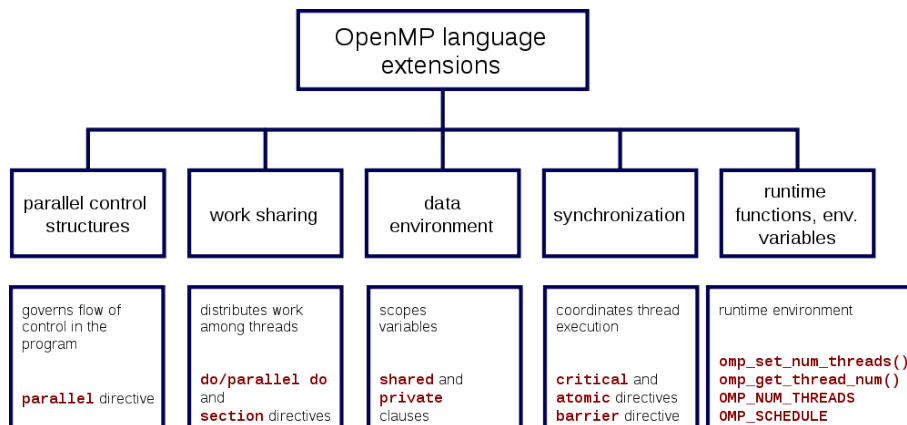 OpenMP language
extensions
parallel control
structures
work sharing
data
environment
synchronization
runtime
functions, env.
variables
governs flow of
control in the
program
parallel directive
distributes work
among threads
do/parallel do
and
section directives
scopes
variables
shared and
private
clauses
coordinates thread
execution
critical and
atomic directives
barrier directive
runtime environment
omp_set_num_threads()
omp_get_thread_num()
OMP_NUM_THREADS
OMP_SCHEDULE